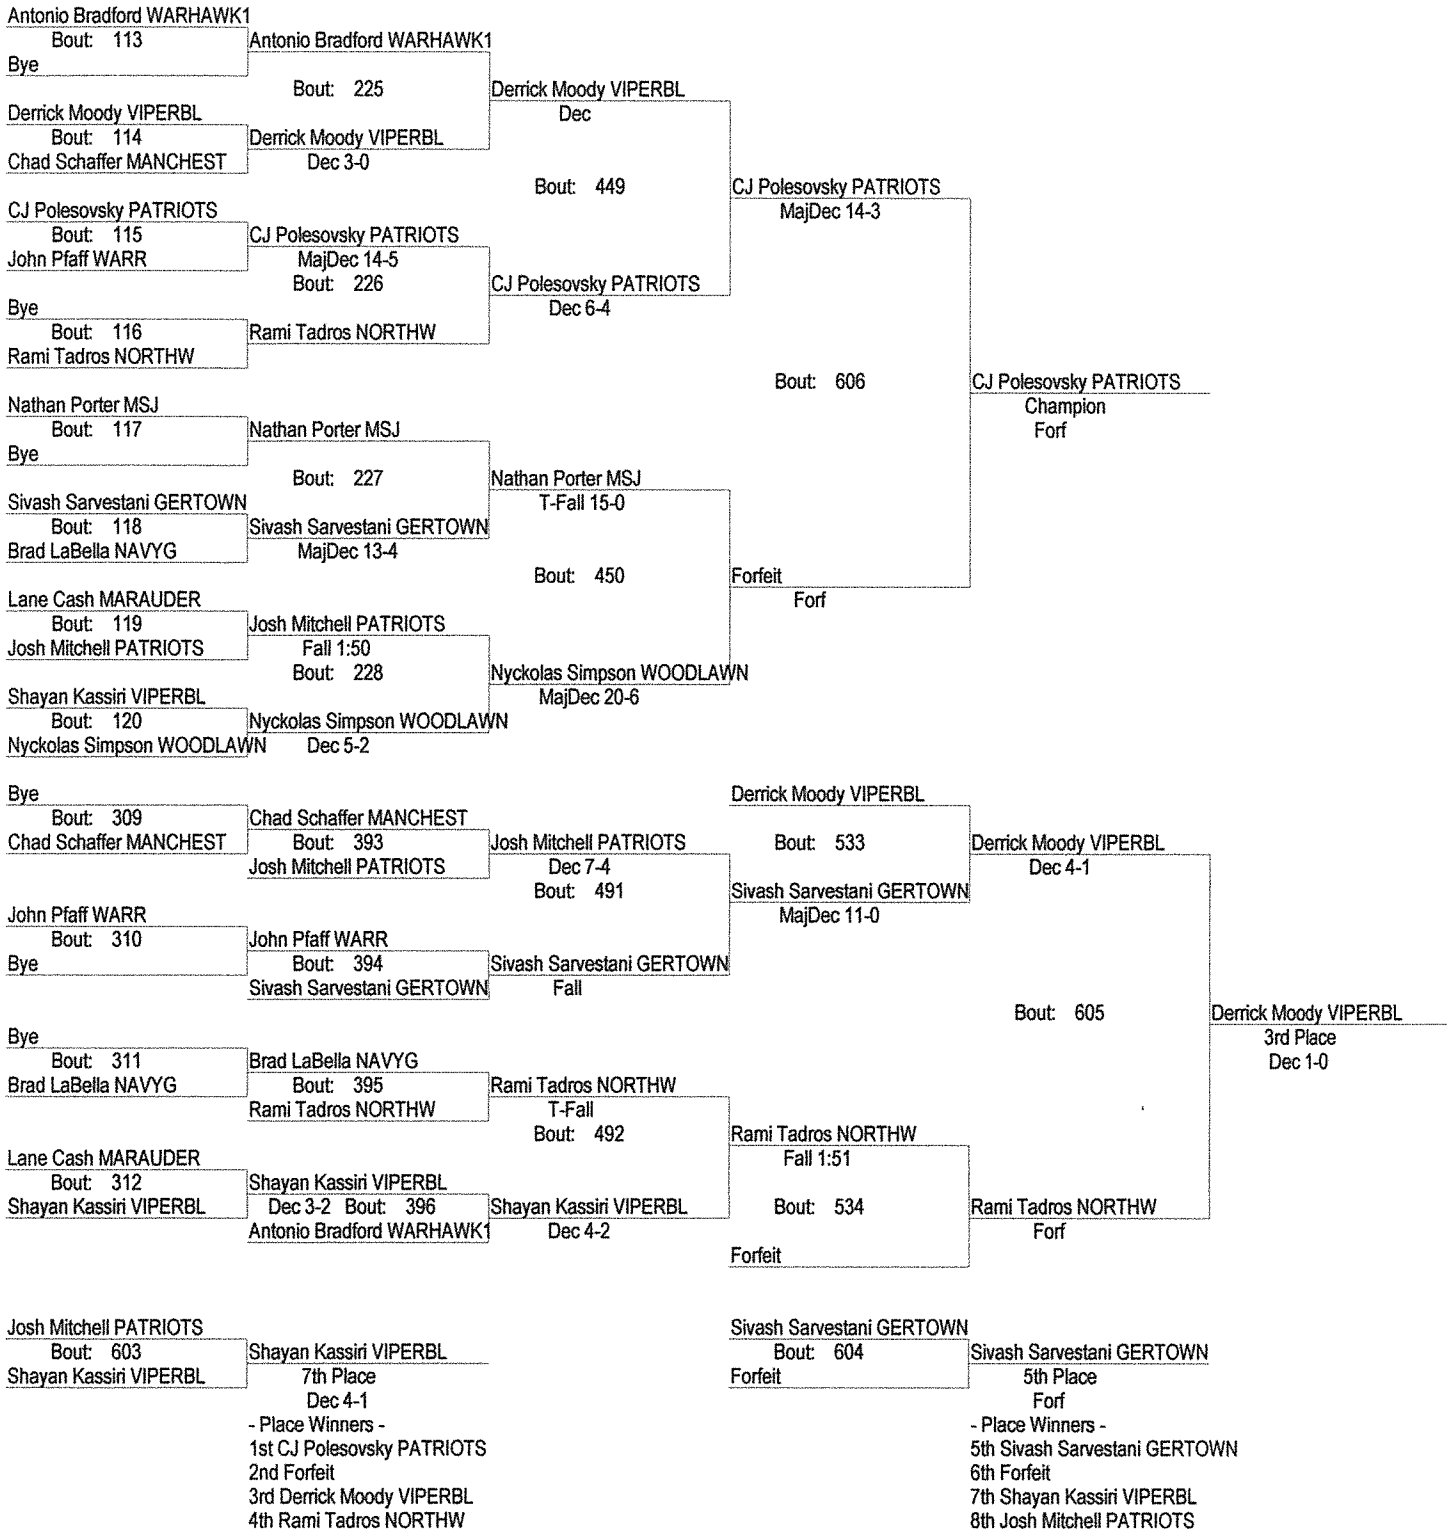 Antonio Bradford WARHAWK1
Bout: 113
Antonio Bradford WARHAWK1
Bye
Bout: 225
Derrick Moody VIPERBL
Dec
Derrick Moody VIPERBL
Bout: 114
Derrick Moody VIPERBL
Chad Schaffer MANCHEST
Dec 3-0
Bout: 449
CJ Polesovsky PATRIOTS
MajDec 14-3
CJ Polesovsky PATRIOTS
Bout: 115
CJ Polesovsky PATRIOTS
John Pfaff WARR
MajDec 14-5
Bout: 226
CJ Polesovsky PATRIOTS
Dec 6-4
Bye
Bout: 116
Rami Tadros NORTHW
Rami Tadros NORTHW
Bout: 606
CJ Polesovsky PATRIOTS
Champion
Forf
Nathan Porter MSJ
Bout: 117
Nathan Porter MSJ
Bye
Bout: 227
Nathan Porter MSJ
T-Fall 15-0
Sivash Sarvestani GERTOWN
Bout: 118
Sivash Sarvestani GERTOWN
Brad LaBella NAVYG
MajDec 13-4
Bout: 450
Forfeit
Forf
Lane Cash MARAUDER
Bout: 119
Josh Mitchell PATRIOTS
Josh Mitchell PATRIOTS
Fall 1:50
Bout: 228
Nyckolas Simpson WOODLAWN
MajDec 20-6
Shayan Kassiri VIPERBL
Bout: 120
Nyckolas Simpson WOODLAWN
Nyckolas Simpson WOODLAWN
Dec 5-2
Bye
Bout: 309
Chad Schaffer MANCHEST
Chad Schaffer MANCHEST
Bout: 393
Josh Mitchell PATRIOTS
Josh Mitchell PATRIOTS
Dec 7-4
Bout: 491
Derrick Moody VIPERBL
Bout: 533
Derrick Moody VIPERBL
Dec 4-1
Sivash Sarvestani GERTOWN
MajDec 11-0
John Pfaff WARR
Bout: 310
John Pfaff WARR
Bye
Bout: 394
Sivash Sarvestani GERTOWN
Sivash Sarvestani GERTOWN
Fall
Bout: 605
Derrick Moody VIPERBL
3rd Place
Dec 1-0
Bye
Bout: 311
Brad LaBella NAVYG
Brad LaBella NAVYG
Bout: 395
Rami Tadros NORTHW
Rami Tadros NORTHW
T-Fall
Bout: 492
Rami Tadros NORTHW
Fall 1:51
Lane Cash MARAUDER
Bout: 312
Shayan Kassiri VIPERBL
Shayan Kassiri VIPERBL
Dec 3-2 Bout: 396
Shayan Kassiri VIPERBL
Antonio Bradford WARHAWK1
Dec 4-2
Bout: 534
Rami Tadros NORTHW
Forf
Forfeit
Josh Mitchell PATRIOTS
Bout: 603
Shayan Kassiri VIPERBL
Shayan Kassiri VIPERBL
7th Place
Dec 4-1
- Place Winners -
1st CJ Polesovsky PATRIOTS
2nd Forfeit
3rd Derrick Moody VIPERBL
4th Rami Tadros NORTHW
Sivash Sarvestani GERTOWN
Bout: 604
Sivash Sarvestani GERTOWN
Forfeit
5th Place
Forf
- Place Winners -
5th Sivash Sarvestani GERTOWN
6th Forfeit
7th Shayan Kassiri VIPERBL
8th Josh Mitchell PATRIOTS